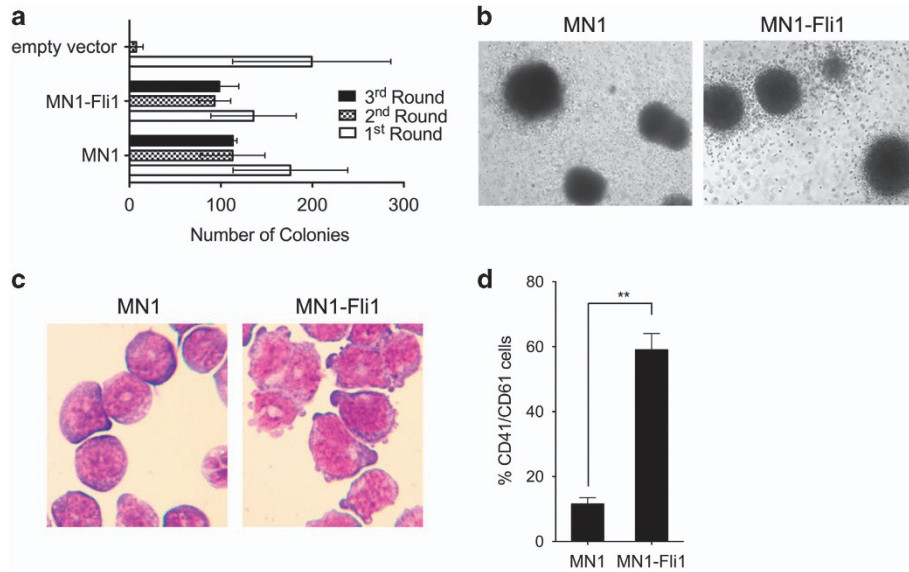 a
empty vector
MN1-Fli1
MN1
3rd Round
2nd Round
1st Round
0 100 200 300
Number of Colonies
b
MN1 MN1-Fli1
c
MN1 MN1-Fli1
d
80
60
40
20
0
% CD41/CD61 cells
**
MN1 MN1-Fli1